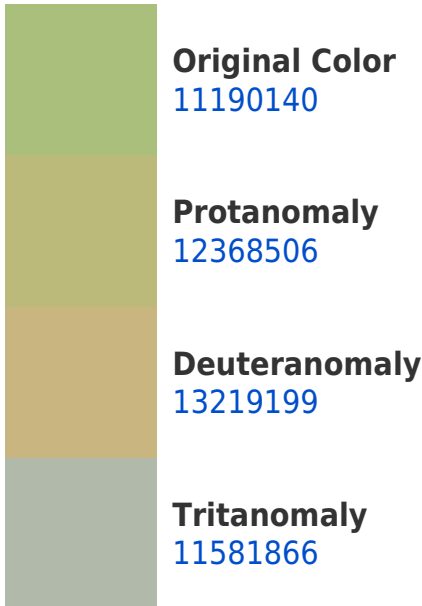 Original Color
11190140
Protanomaly
12368506
Deuteranomaly
13219199
Tritanomaly
11581866